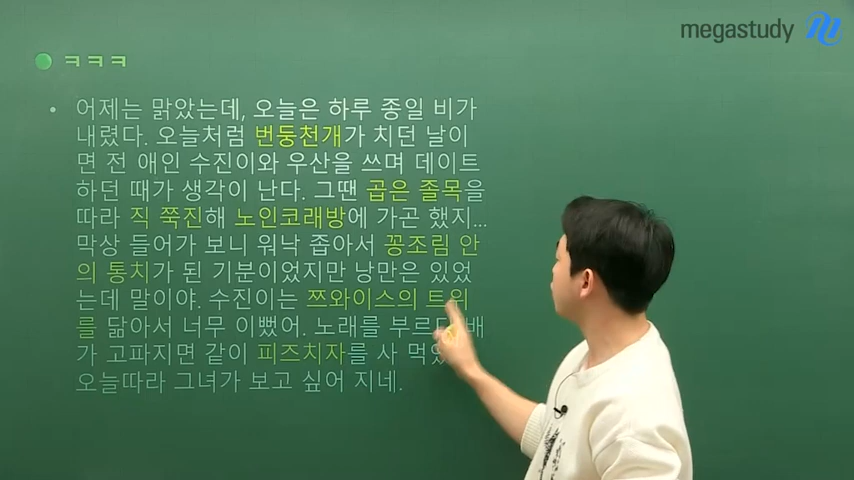 megastudy
ㅋㅋㅋ
어제는 맑았는데, 오늘은 하루 종일 비가
내렸다. 오늘처럼 번둥천개가 치던 날이
면 전 애인 수진이와 우산을 쓰며 데이트
하던 때가 생각이 난다. 그땐 곱은 졸목을
따라 직 쭉진해 노인코래방에 가곤 했지...
막상 들어가 보니 워낙 좁아서 꽁조림 안
의 통치가 된 기분이었지만 낭만은 있었
는데 말이야. 수진이는 쯔와이스의 트위
를 닮아서 너무 이뻤어. 노래를 배
가 고파지면 같이 피즈치자를 사
오늘따라 그녀가 보고 싶어 지네.